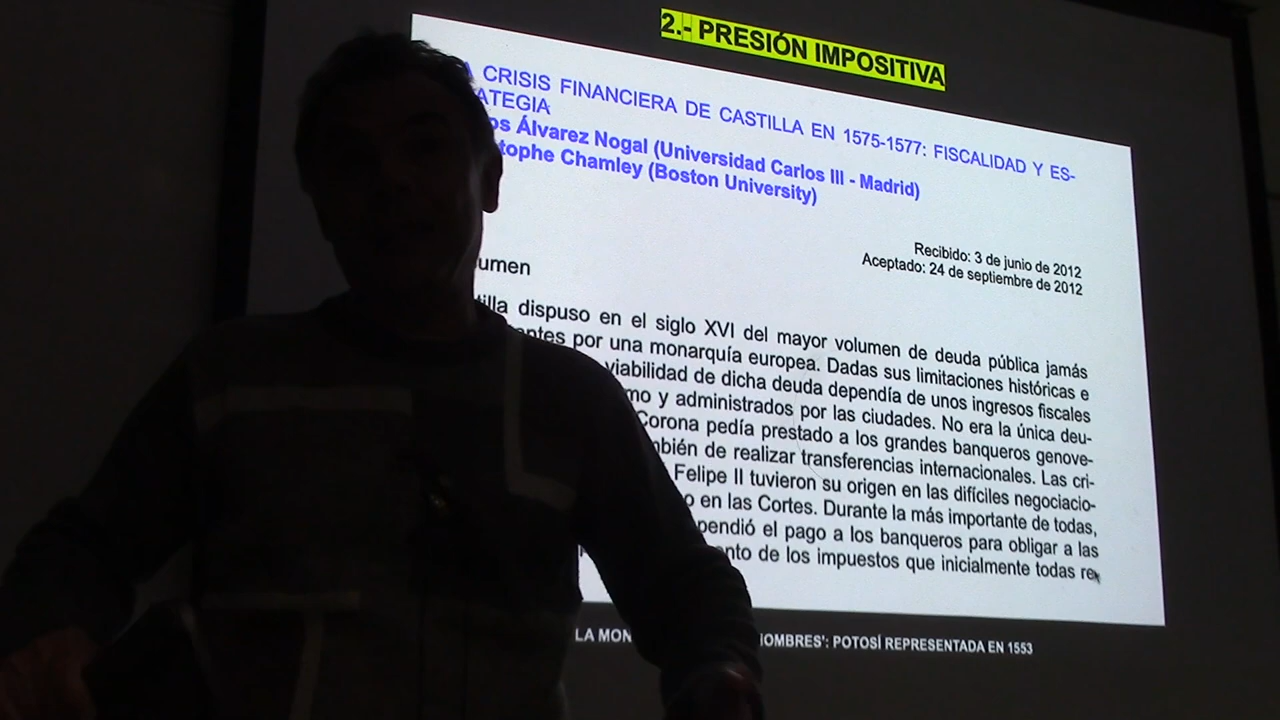 2.- PRESIÓN IMPOSITIVA
A CRISIS FINANCIERA DE CASTILLA EN 1575-1577: FISCALIDAD Y ES-
ATEGIA
os Álvarez Nogal (Universidad Carlos III - Madrid)
tophe Chamley (Boston University)
Recibido: 3 de junio de 2012
Aceptado: 24 de septiembre de 2012
umen
tilla dispuso en el siglo XVI del mayor volumen de deuda pública jamás
antes por una monarquía europea. Dadas sus limitaciones históricas e
viabilidad de dicha deuda dependía de unos ingresos fiscales
mo y administrados por las ciudades. No era la única deu-
Corona pedía prestado a los grandes banqueros genove-
mbién de realizar transferencias internacionales. Las cri-
Felipe II tuvieron su origen en las difíciles negociacio-
o en las Cortes. Durante la más importante de todas,
pendió el pago a los banqueros para obligar a las
nto de los impuestos que inicialmente todas re
LA MON OMBRES': POTOSÍ REPRESENTADA EN 1553